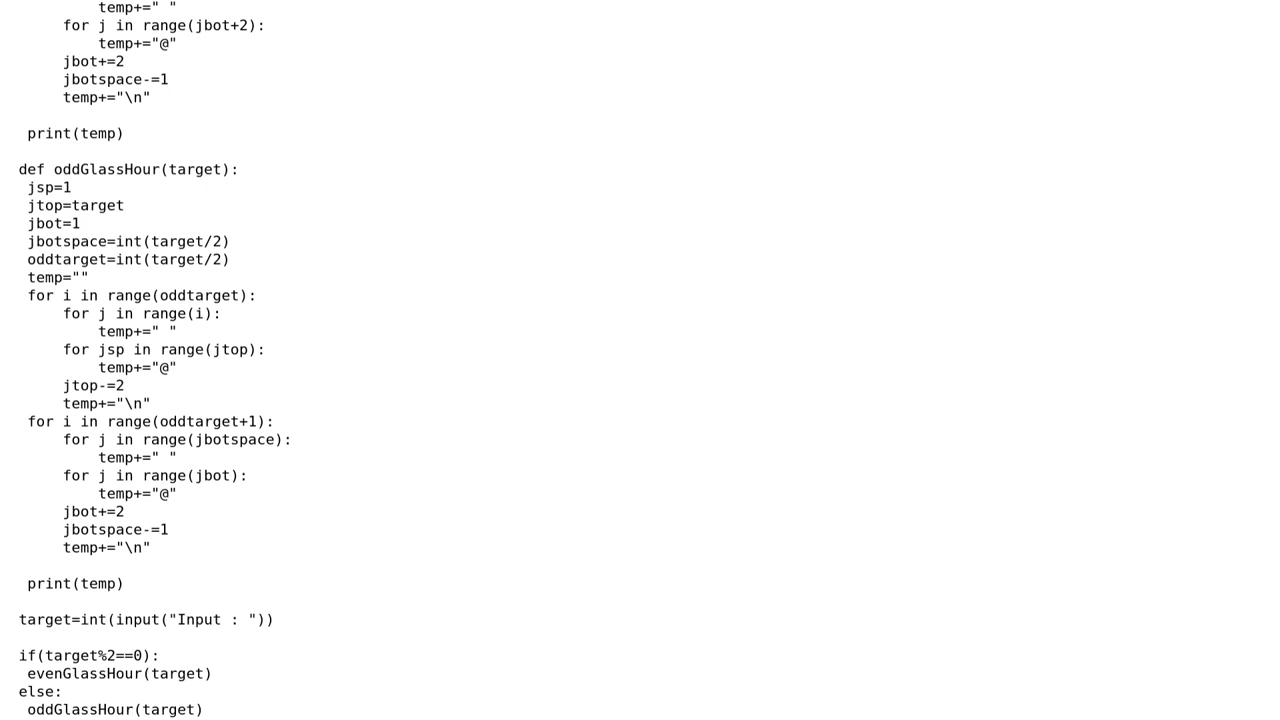 temp+=" "
     for j in range(jbot+2):
         temp+="@"
     jbot+=2
     jbotspace-=1
     temp+="\n"

 print(temp)

def oddGlassHour(target):
 jsp=1
 jtop=target
 jbot=1
 jbotspace=int(target/2)
 oddtarget=int(target/2)
 temp=""
 for i in range(oddtarget):
     for j in range(i):
         temp+=" "
     for jsp in range(jtop):
         temp+="@"
     jtop-=2
     temp+="\n"
 for i in range(oddtarget+1):
     for j in range(jbotspace):
         temp+=" "
     for j in range(jbot):
         temp+="@"
     jbot+=2
     jbotspace-=1
     temp+="\n"

 print(temp)

target=int(input("Input : "))

if(target%2==0):
 evenGlassHour(target)
else:
 oddGlassHour(target)